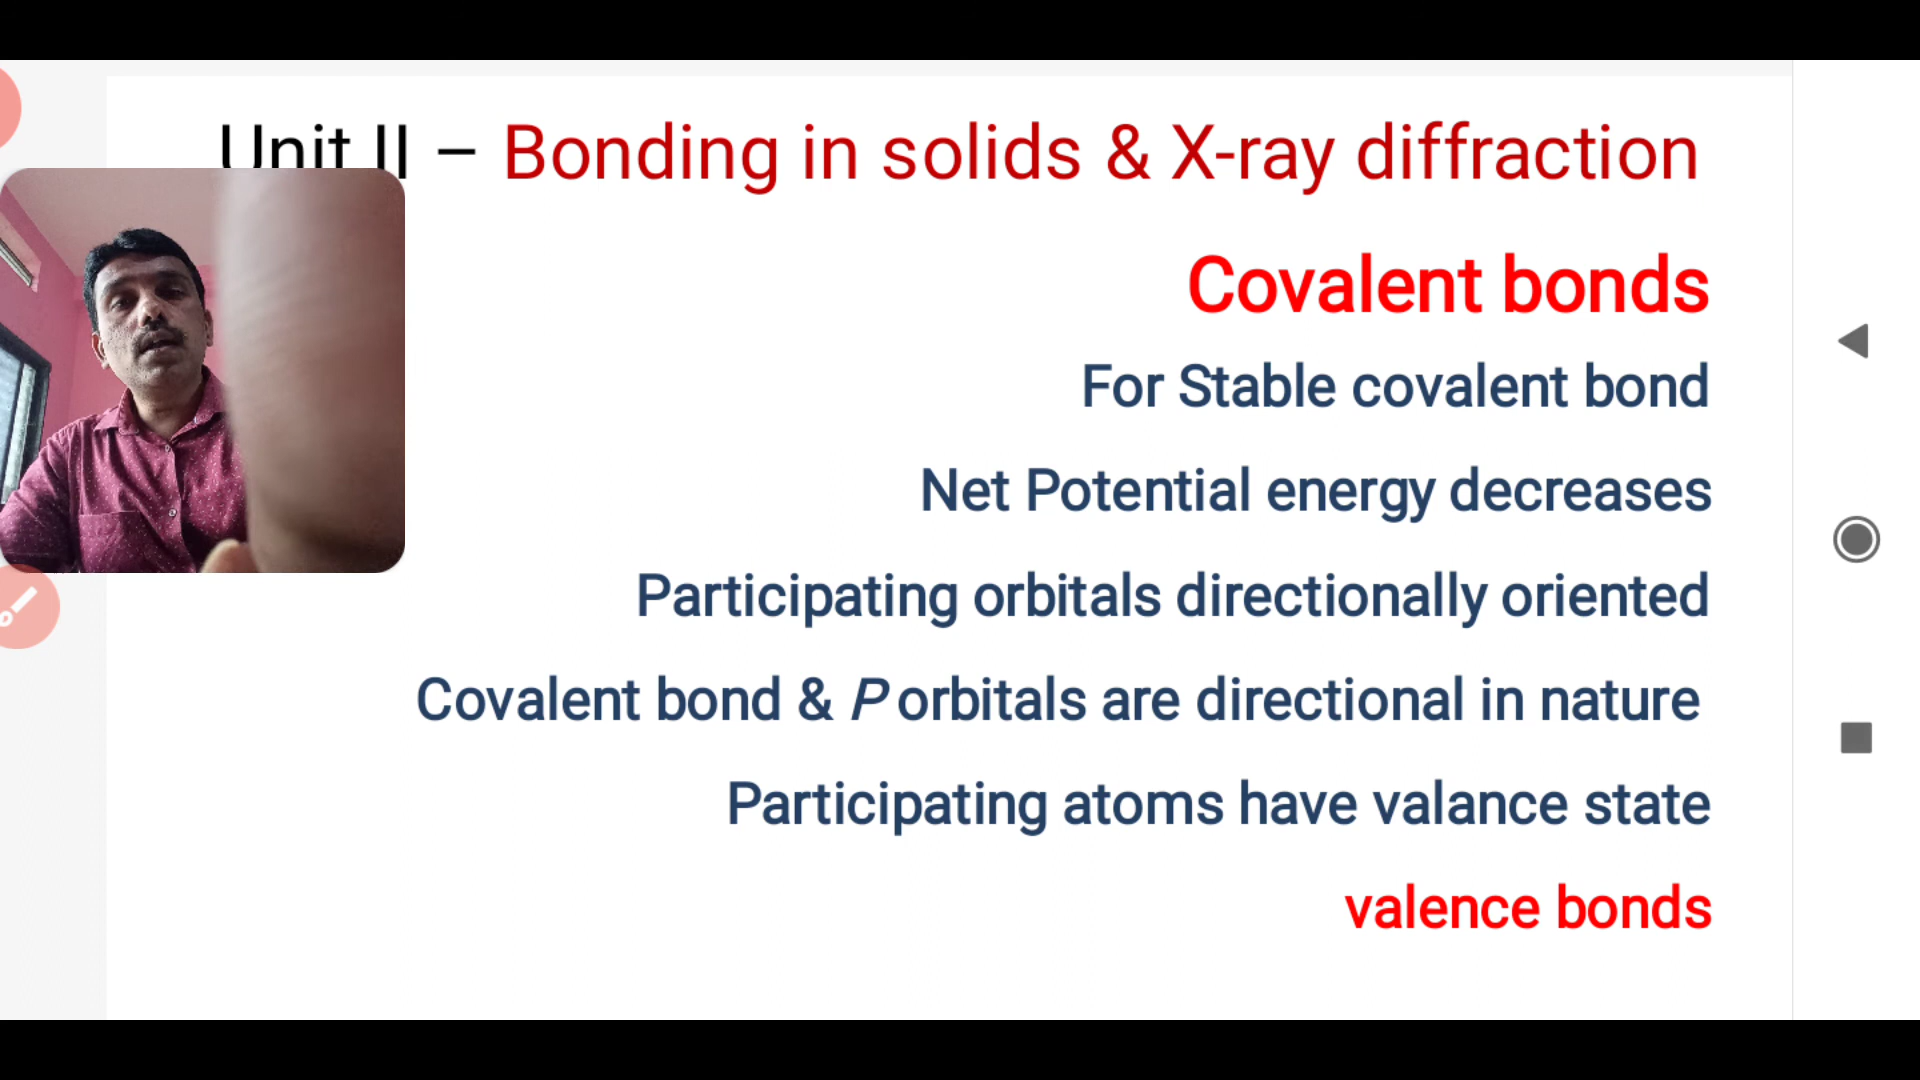 Unit II – Bonding in solids & X-ray diffraction
Covalent bonds
For Stable covalent bond
Net Potential energy decreases
Participating orbitals directionally oriented
Covalent bond & P orbitals are directional in nature
Participating atoms have valance state
valence bonds